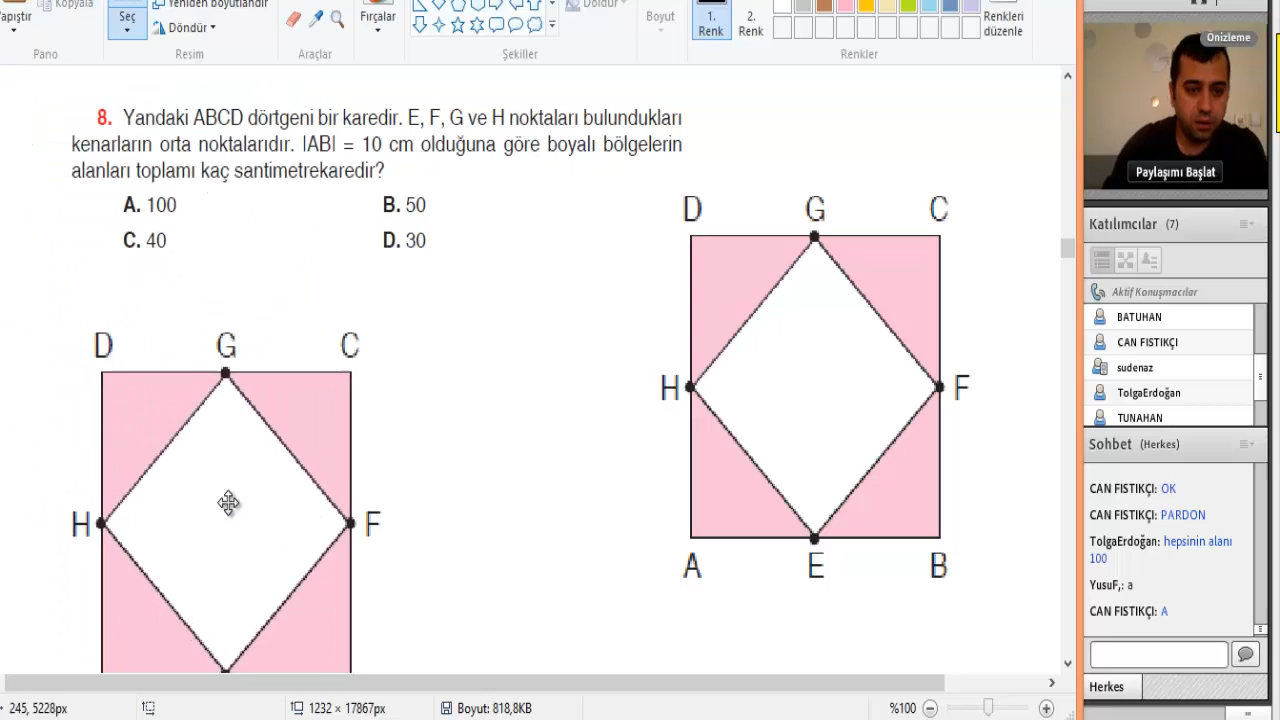 Kopyala
Yeniden boyutlandır
Yapıştır
Seç
Döndür
Fırçalar
Doldur
Boyut
1.
Renk
2.
Renk
Renkleri
düzenle
Pano
Resim
Araçlar
Şekiller
Renkler
8. Yandaki ABCD dörtgeni bir karedir. E, F, G ve H noktaları bulundukları
kenarların orta noktalarıdır. IABI = 10 cm olduğuna göre boyalı bölgelerin
alanları toplamı kaç santimetrekaredir?
A. 100
B. 50
C. 40
D. 30
D G C
H F
A E B
D G C
H F
245, 5228px
1232 × 17867px
Boyut: 818,8KB
%100
Önizleme
Paylaşımı Başlat
Katılımcılar (7)
Aktif Konuşmacılar
BATUHAN
CAN FISTIKÇI
sudenaz
TolgaErdoğan
TUNAHAN
Sohbet (Herkes)
CAN FISTIKÇI: OK
CAN FISTIKÇI: PARDON
TolgaErdoğan: hepsinin alanı
100
YusuF,: a
CAN FISTIKÇI: A
Herkes